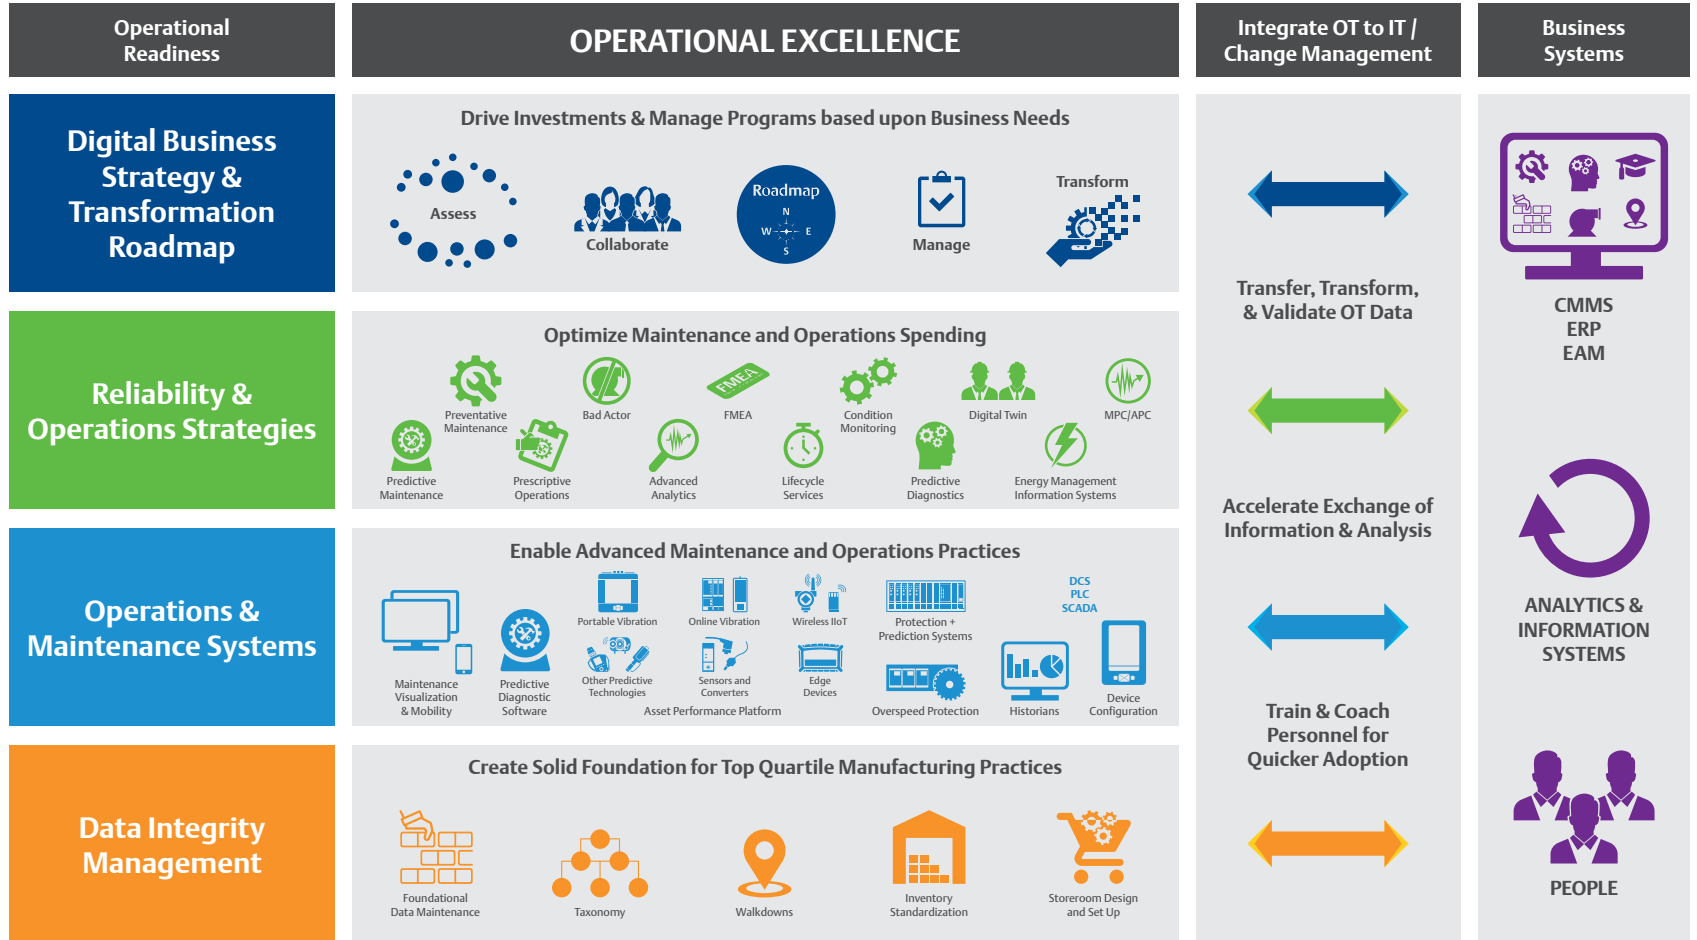 Operational
Readiness
OPERATIONAL EXCELLENCE
Integrate OT to IT /
Change Management
Business
Systems
Digital Business
Strategy &
Transformation
Roadmap
Drive Investments & Manage Programs based upon Business Needs
Assess
Collaborate
Roadmap
N
W
E
S
Manage
Transform
Reliability &
Operations Strategies
Optimize Maintenance and Operations Spending
Preventative
Maintenance
Bad Actor
FMEA
FMEA
Condition
Monitoring
Digital Twin
MPC/APC
Predictive
Maintenance
Prescriptive
Operations
Advanced
Analytics
Lifecycle
Services
Predictive
Diagnostics
Energy Management
Information Systems
Operations &
Maintenance Systems
Enable Advanced Maintenance and Operations Practices
Maintenance
Visualization
& Mobility
Predictive
Diagnostic
Software
Portable Vibration
Online Vibration
Wireless IIoT
Protection +
Prediction Systems
DCS
PLC
SCADA
Other Predictive
Technologies
Sensors and
Converters
Edge
Devices
Asset Performance Platform
Overspeed Protection
Historians
Device
Configuration
Data Integrity
Management
Create Solid Foundation for Top Quartile Manufacturing Practices
Foundational
Data Maintenance
Taxonomy
Walkdowns
Inventory
Standardization
Storeroom Design
and Set Up
Transfer, Transform,
& Validate OT Data
Accelerate Exchange of
Information & Analysis
Train & Coach
Personnel for
Quicker Adoption
CMMS
ERP
EAM
ANALYTICS &
INFORMATION
SYSTEMS
PEOPLE